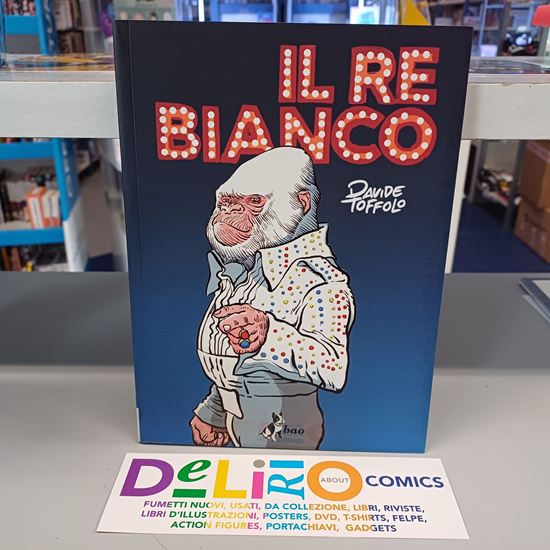 IL RE
BIANCO
DAVIDE
TOFFOLO
bao
DeLiRIO ABOUT COMICS
FUMETTI NUOVI, USATI, DA COLLEZIONE, LIBRI, RIVISTE,
LIBRI D'ILLUSTRAZIONI, POSTERS, DVD, T-SHIRTS, FELPE,
ACTION FIGURES, PORTACHIAVI, GADGETS